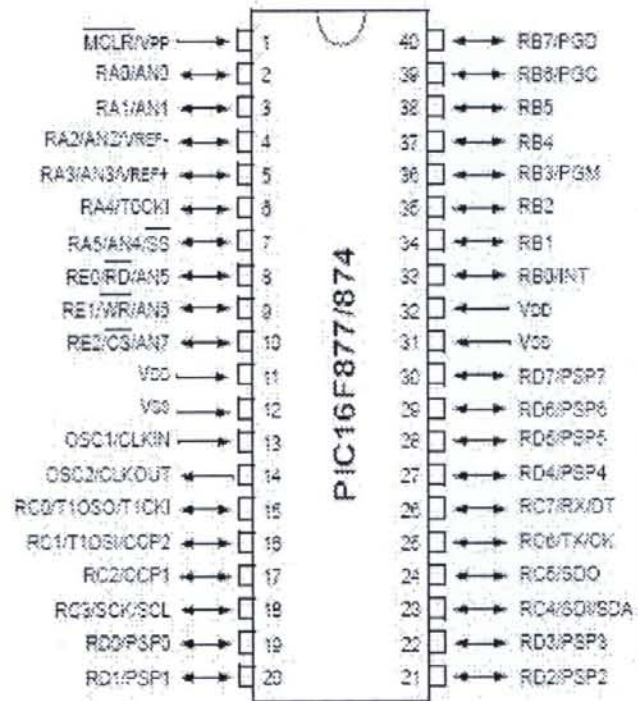 MCLR/VPP 1 40 RB7/PGD
RA0/AN0 2 39 RB6/PGC
RA1/AN1 3 38 RB5
RA2/AN2/VREF- 4 37 RB4
RA3/AN3/VREF+ 5 36 RB3/PGM
RA4/T0CKI 6 35 RB2
RA5/AN4/SS 7 34 RB1
RE0/RD/AN5 8 33 RB0/INT
RE1/WR/AN6 9 32 VDD
RE2/CS/AN7 10 31 VSS
VDD 11 30 RD7/PSP7
VSS 12 29 RD6/PSP6
OSC1/CLKIN 13 28 RD5/PSP5
OSC2/CLKOUT 14 27 RD4/PSP4
RC0/T1OSO/T1CKI 15 26 RC7/RX/DT
RC1/T1OSI/CCP2 16 25 RC6/TX/CK
RC2/CCP1 17 24 RC5/SDO
RC3/SCK/SCL 18 23 RC4/SDI/SDA
RD0/PSP0 19 22 RD3/PSP3
RD1/PSP1 20 21 RD2/PSP2
PIC16F877/874